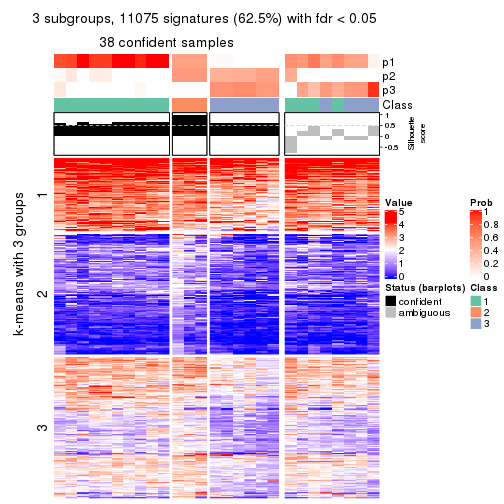 3 subgroups, 11075 signatures (62.5%) with fdr < 0.05
38 confident samples
p1
p2
p3
Class
1
0.5
0
-0.5
Silhouette
score
k-means with 3 groups
1
2
3
Value
5
4
3
2
1
0
Prob
1
0.8
0.6
0.4
0.2
0
Status (barplots)
confident
ambiguous
Class
1
2
3